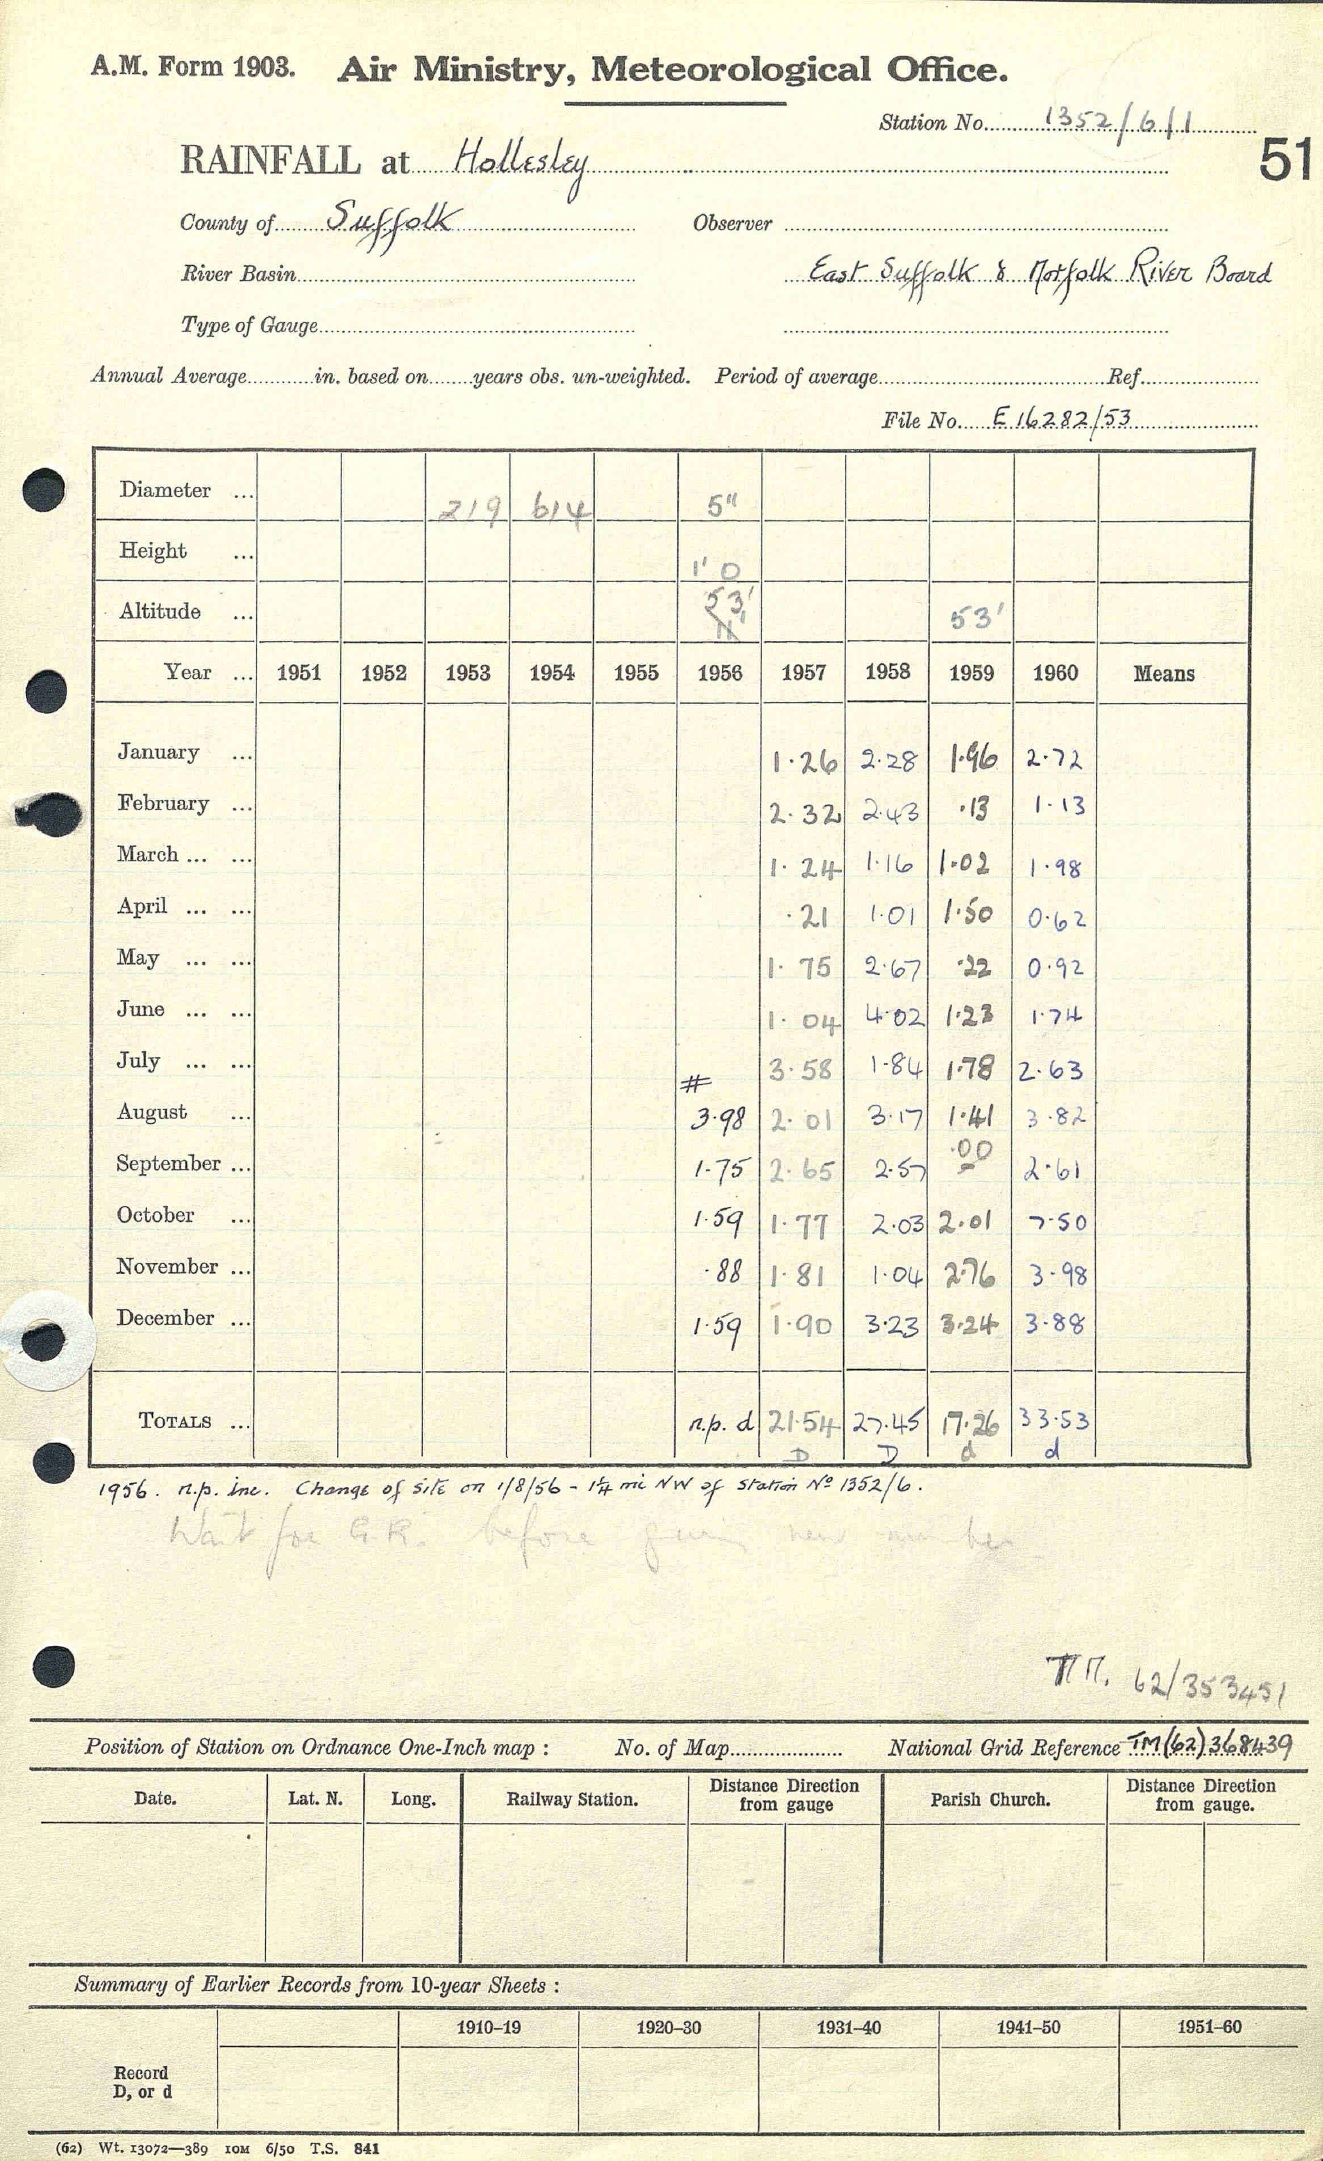 A.M. Form 1903. Air Ministry, Meteorological Office.
Station No. 1352/6/1
RAINFALL at Hollesley
51
County of Suffolk Observer
River Basin East Suffolk & Norfolk River Board
Type of Gauge
Annual Average in. based on years obs. un-weighted. Period of average Ref.
File No. E 16282/53
Diameter ... 219 614 5"
Height ... 1' 0
Altitude ... 53' 11' 53'
Year ... 1951 1952 1953 1954 1955 1956 1957 1958 1959 1960 Means
January ... 1.26 2.28 1.96 2.72
February ... 2.32 2.43 .13 1.13
March ... ... 1.24 1.16 1.02 1.98
April ... ... .21 1.01 1.50 0.62
May ... ... 1.75 2.67 .22 0.92
June ... ... 1.04 4.02 1.23 1.74
July ... ... # 3.58 1.84 1.78 2.63
August ... 3.98 2.01 3.17 1.41 3.82
September ... 1.75 2.65 2.57 .00 - 2.61
October ... 1.59 1.77 2.03 2.01 7.50
November ... .88 1.81 1.04 2.76 3.98
December ... 1.59 1.90 3.23 3.24 3.88
TOTALS ... n.p. d 21.54 27.45 17.26 33.53
D D d d
1956. n.p. inc. Change of site on 1/8/56 - 1¼ mi NW of Station No 1352/6.
Wait for G.R. before giving new number
62/353451
Position of Station on Ordnance One-Inch map : No. of Map National Grid Reference TM(62)368439
Date. Lat. N. Long. Railway Station. Distance Direction from gauge Parish Church. Distance Direction from gauge.
Summary of Earlier Records from 10-year Sheets :
1910-19 1920-30 1931-40 1941-50 1951-60
Record
D, or d
(62) Wt. 13072—389 10M 6/50 T.S. 841